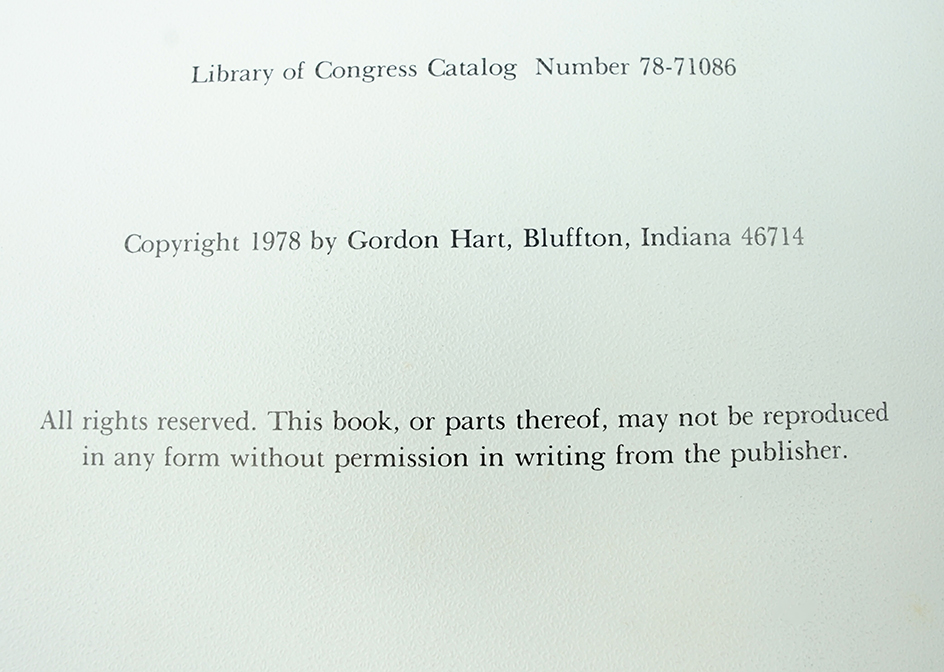 Library of Congress Catalog Number 78-71086
Copyright 1978 by Gordon Hart, Bluffton, Indiana 46714
All rights reserved. This book, or parts thereof, may not be reproduced
in any form without permission in writing from the publisher.